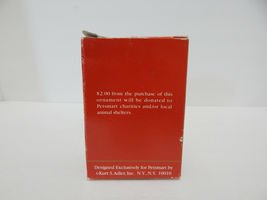 $2.00 from the purchase of this
ornament will be donated to
Petsmart charities and/or local
animal shelters
Designed Exclusively for Petsmart by
©Kurt S. Adler, Inc N.Y., N.Y. 10010